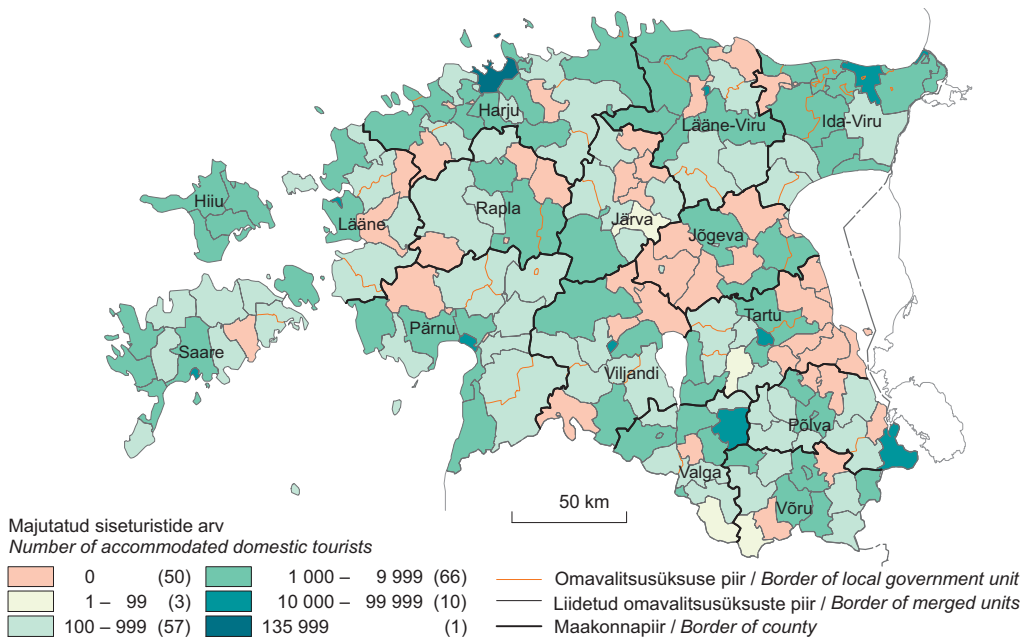 Harju
Lääne-Viru
Ida-Viru
Hiiu
Lääne
Rapla
Järva
Jõgeva
Saare
Pärnu
Tartu
Viljandi
Põlva
Valga
Võru
50 km
Majutatud siseturistide arv
Number of accommodated domestic tourists
0 (50)
1 – 99 (3)
100 – 999 (57)
1 000 – 9 999 (66)
10 000 – 99 999 (10)
135 999 (1)
Omavalitsusüksuse piir / Border of local government unit
Liidetud omavalitsusüksuste piir / Border of merged units
Maakonnapiir / Border of county